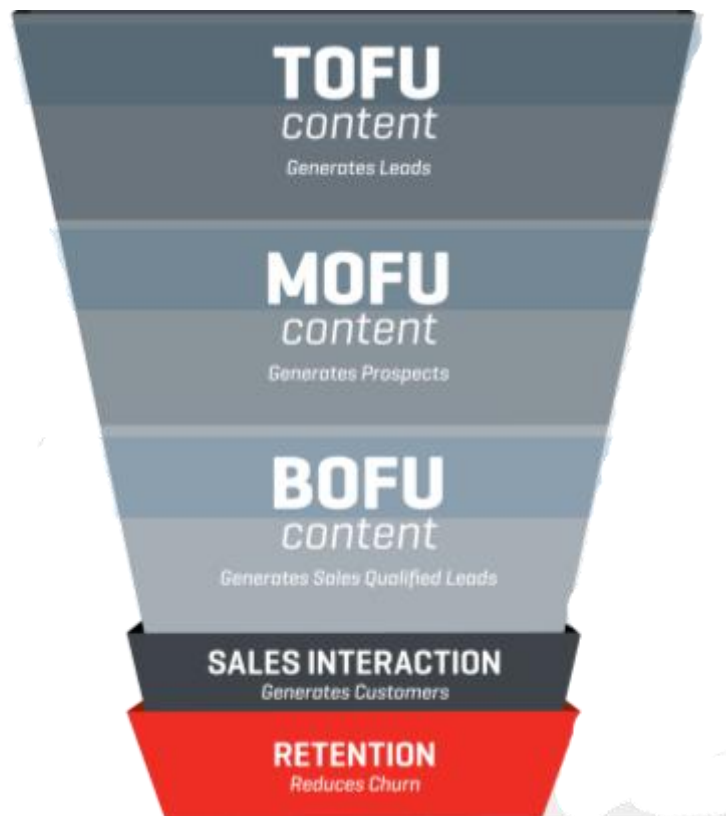 TOFU
content
Generates Leads
MOFU
content
Generates Prospects
BOFU
content
Generates Sales Qualified Leads
SALES INTERACTION
Generates Customers
RETENTION
Reduces Churn